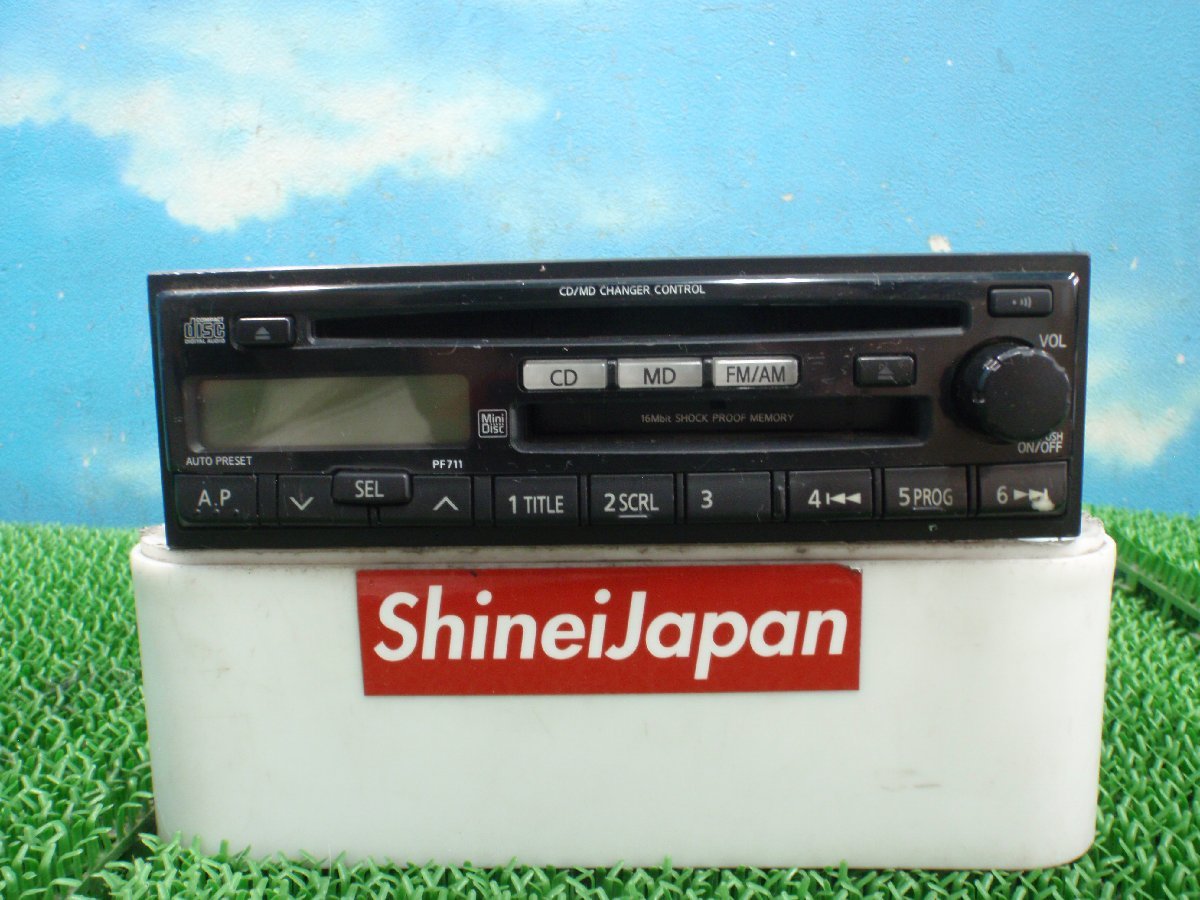 CD/MD CHANGER CONTROL
COMPACT
disc
DIGITAL AUDIO
VOL
CD
MD
FM/AM
Mini
Disc
16Mbit SHOCK PROOF MEMORY
PUSH
ON/OFF
AUTO PRESET
PF711
A.P
SEL
1 TITLE
2 SCRL
3
4
5 PROG
6
ShineiJapan